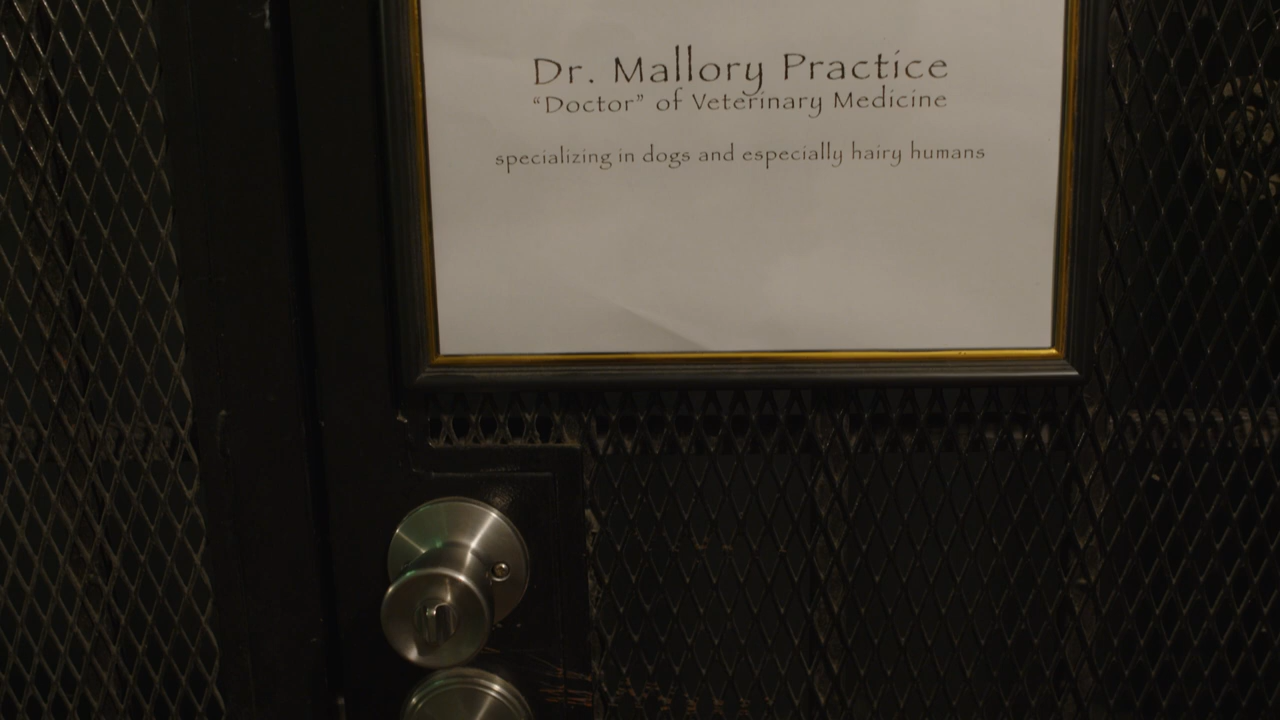 Dr. Mallory Practice
“Doctor” of Veterinary Medicine
specializing in dogs and especially hairy humans